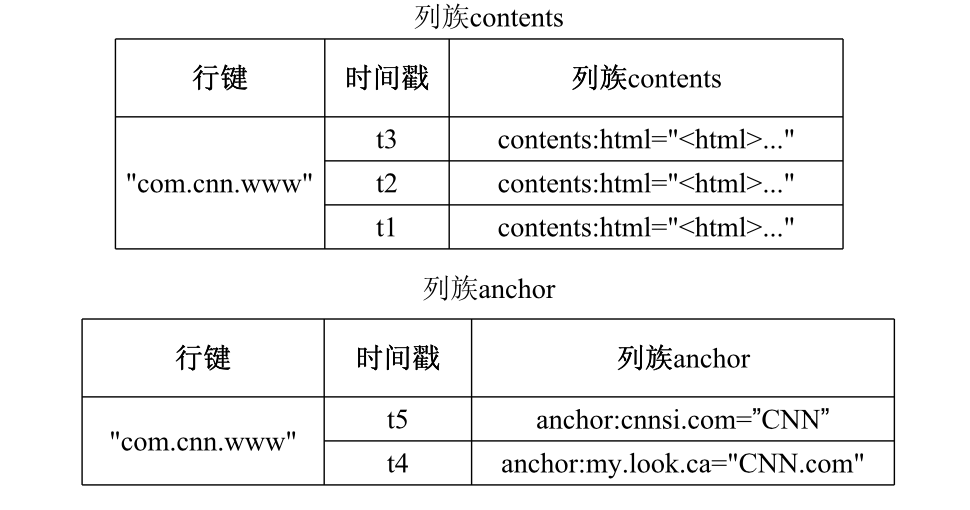 列族contents
行键 时间戳 列族contents
"com.cnn.www"
t3 contents:html="<html>..."
t2 contents:html="<html>..."
t1 contents:html="<html>..."
列族anchor
行键 时间戳 列族anchor
"com.cnn.www"
t5 anchor:cnnsi.com=”CNN”
t4 anchor:my.look.ca="CNN.com"